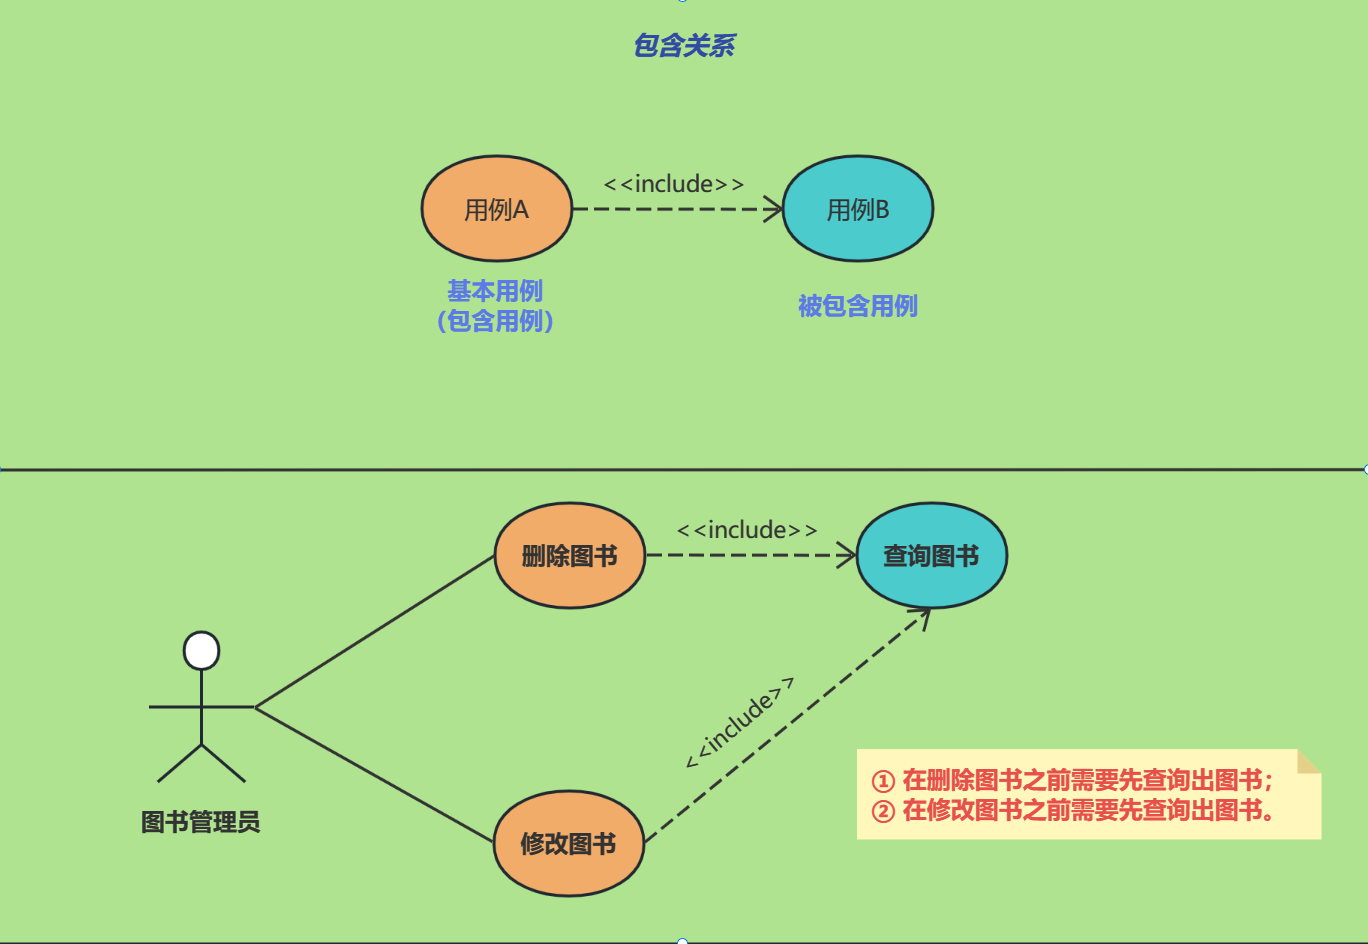 包含关系
<<include>>
用例A
用例B
基本用例
（包含用例）
被包含用例
<<include>>
删除图书
查询图书
<<include>>
① 在删除图书之前需要先查询出图书；
② 在修改图书之前需要先查询出图书。
图书管理员
修改图书